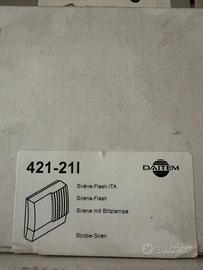 DAITEM
421-21I
Sirène-Flash ITA
Sirena-Flash
Sirene mit Blitzlampe
Strobe-Siren
subito